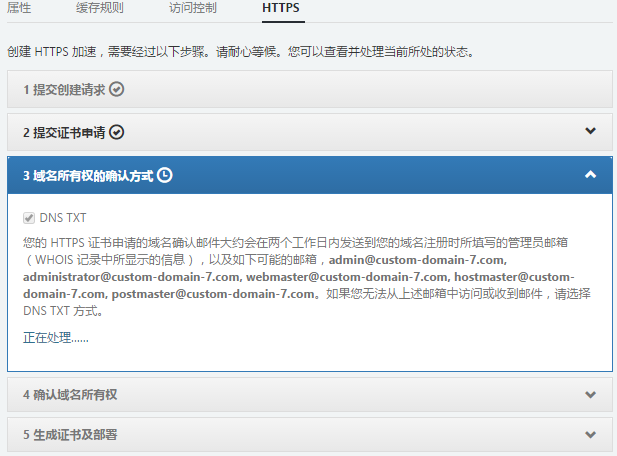 属性 缓存规则 访问控制 HTTPS
创建 HTTPS 加速，需要经过以下步骤。请耐心等候。您可以查看并处理当前所处的状态。
1 提交创建请求
2 提交证书申请
3 域名所有权的确认方式
DNS TXT
您的 HTTPS 证书申请的域名确认邮件大约会在两个工作日内发送到您的域名注册时所填写的管理员邮箱
（WHOIS 记录中所显示的信息），以及如下可能的邮箱，admin@custom-domain-7.com,
administrator@custom-domain-7.com, webmaster@custom-domain-7.com, hostmaster@custom-
domain-7.com, postmaster@custom-domain-7.com。如果您无法从上述邮箱中访问或收到邮件，请选择
DNS TXT 方式。
正在处理......
4 确认域名所有权
5 生成证书及部署